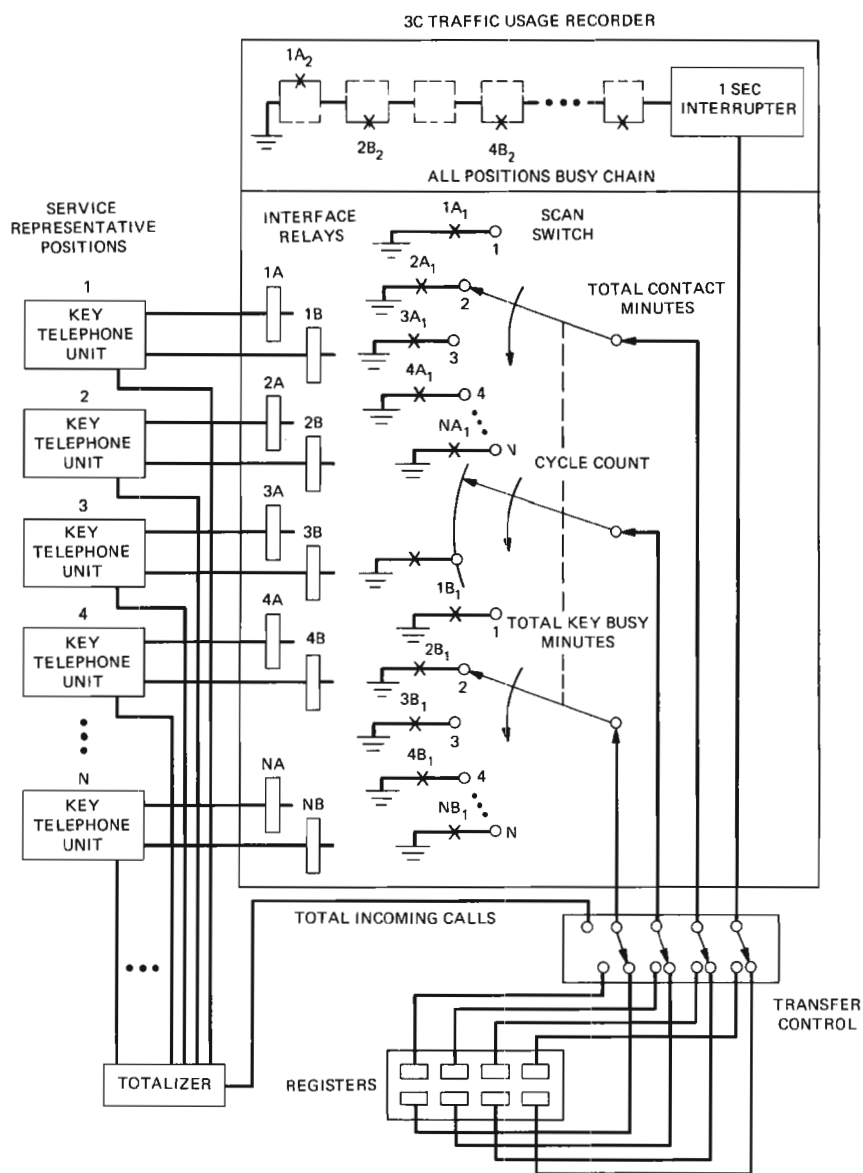 3C TRAFFIC USAGE RECORDER
1A2
1 SEC
INTERRUPTER
2B2
4B2
ALL POSITIONS BUSY CHAIN
SERVICE
REPRESENTATIVE
POSITIONS
INTERFACE
RELAYS
1A1
SCAN
SWITCH
1
1
KEY
TELEPHONE
UNIT
1A
1B
2A1
2
TOTAL CONTACT
MINUTES
3A1
3
2
KEY
TELEPHONE
UNIT
2A
2B
4A1
4
NA1
N
CYCLE COUNT
3
KEY
TELEPHONE
UNIT
3A
3B
1B1
1
TOTAL KEY BUSY
MINUTES
4
KEY
TELEPHONE
UNIT
4A
4B
2B1
2
3B1
3
N
KEY
TELEPHONE
UNIT
NA
NB
4B1
4
NB1
N
TOTAL INCOMING CALLS
TRANSFER
CONTROL
REGISTERS
TOTALIZER